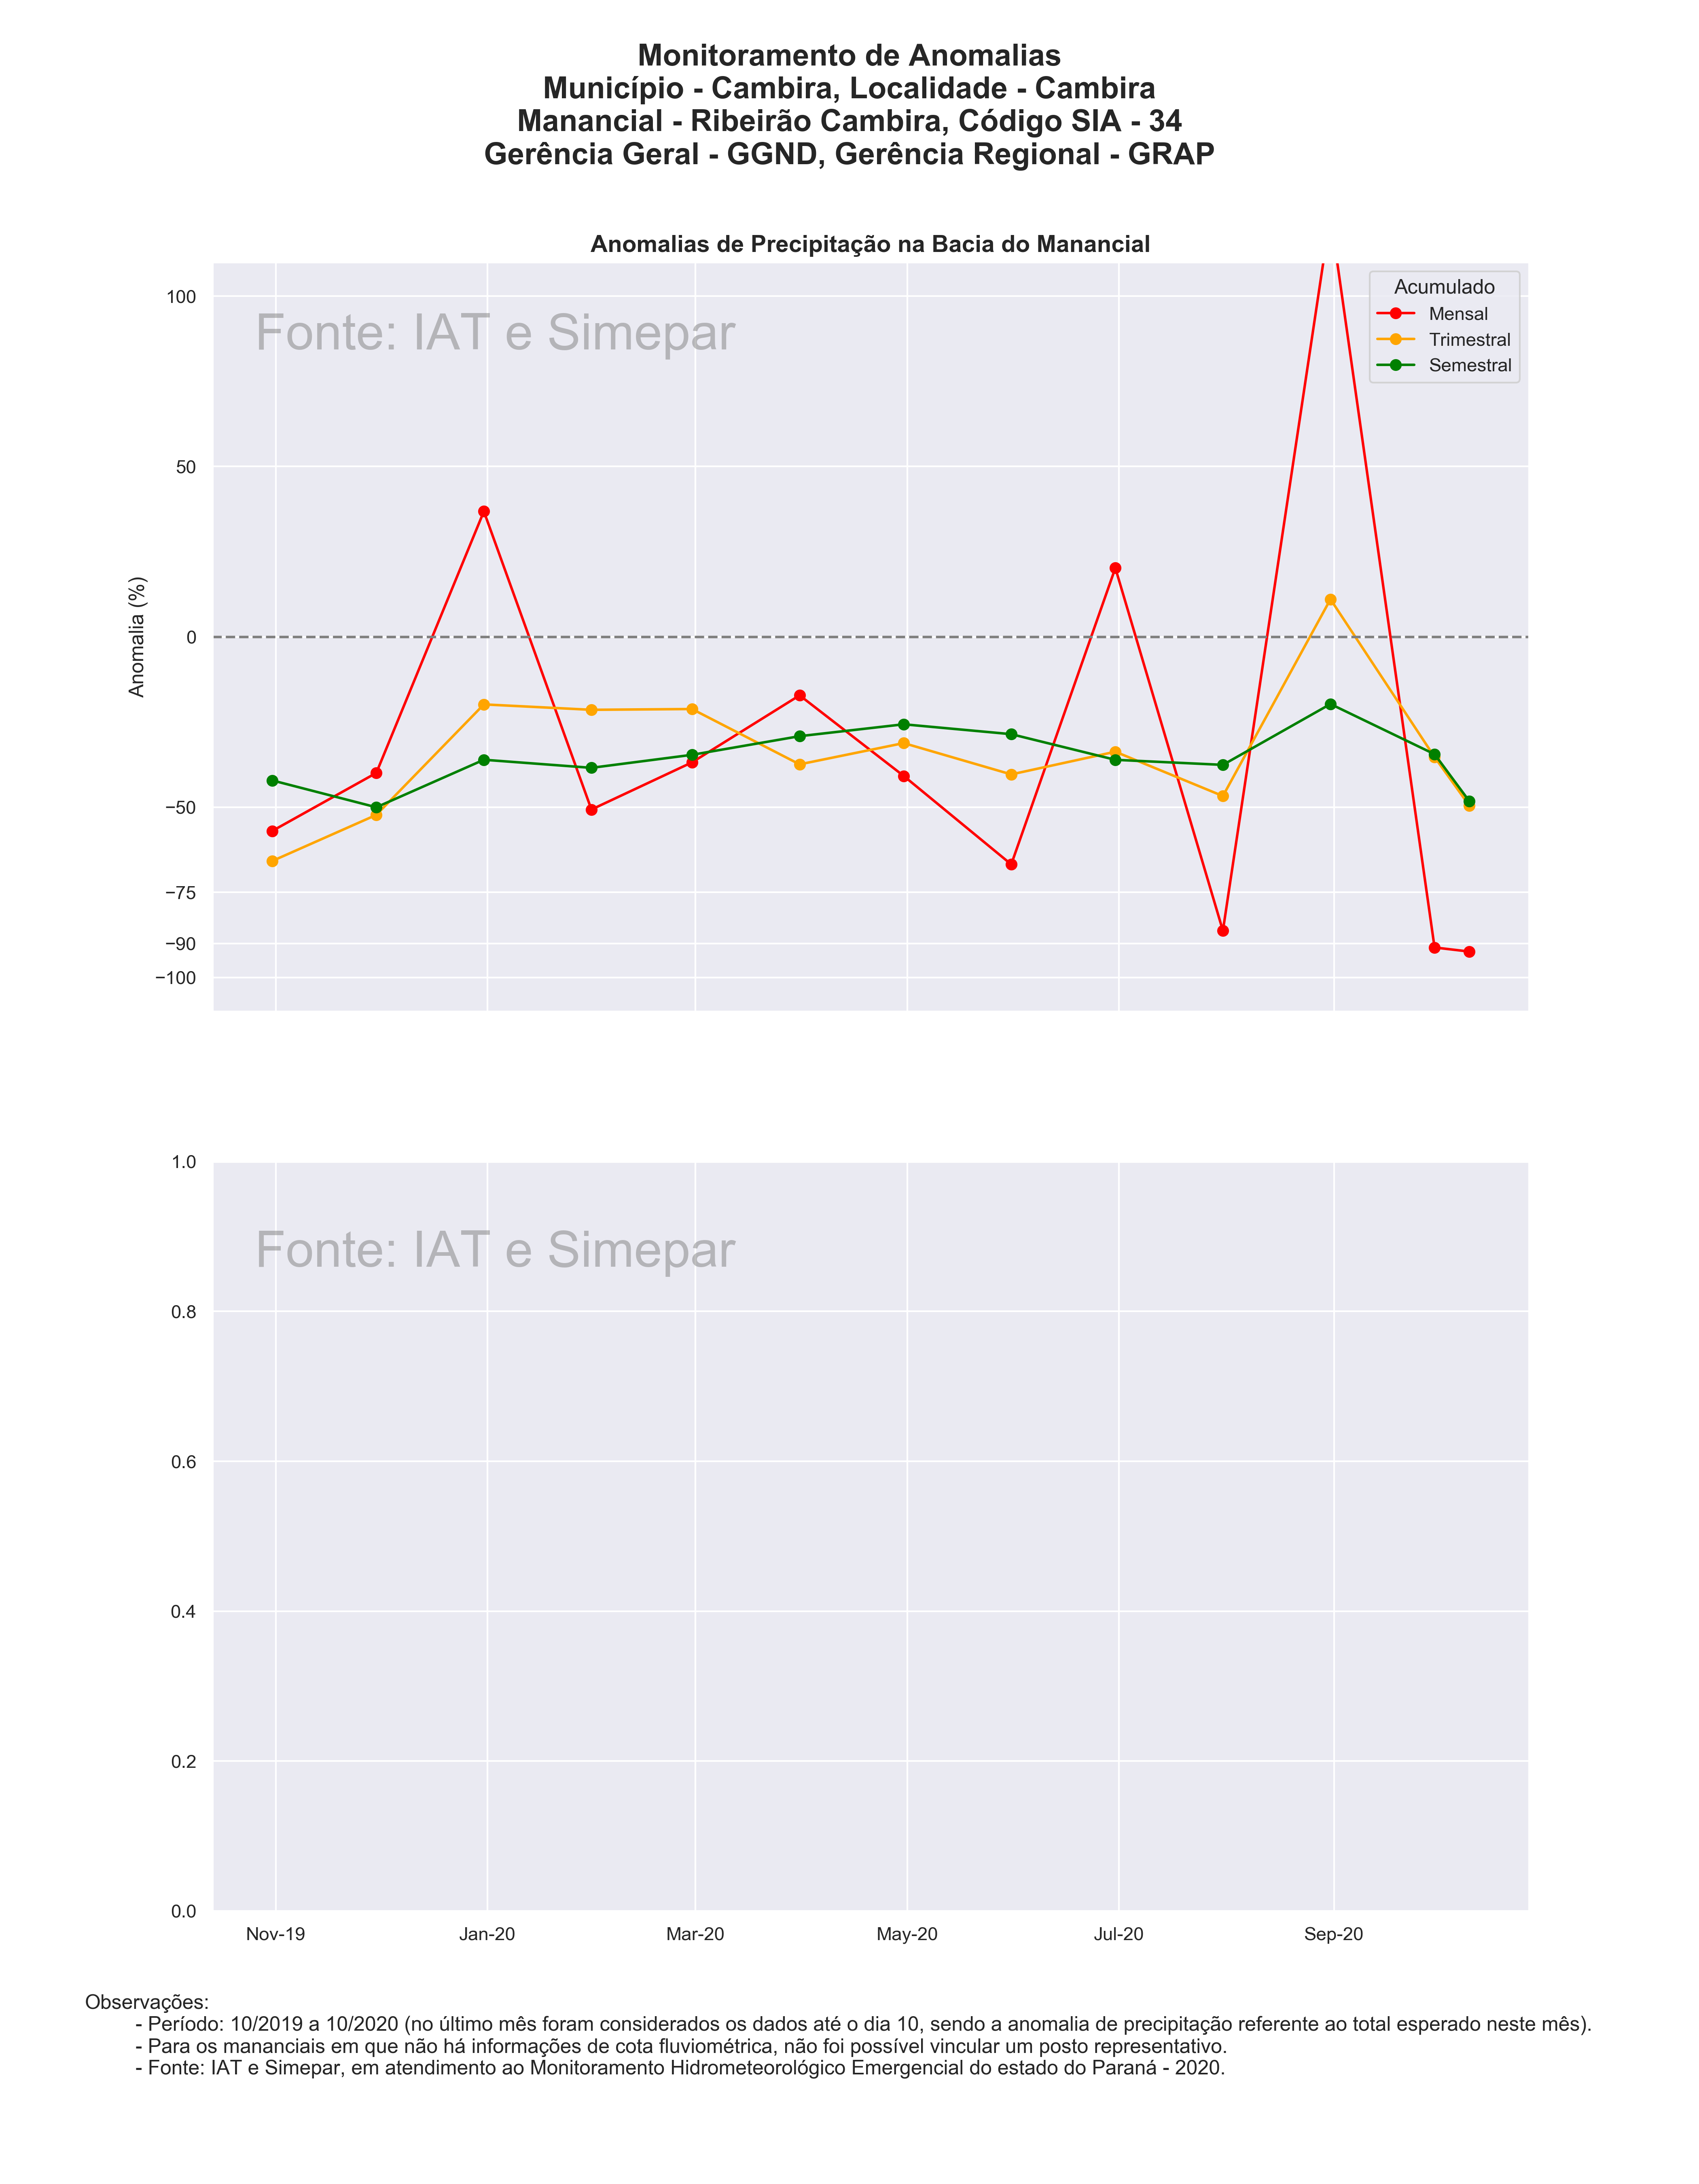 Monitoramento de Anomalias
Município - Cambira, Localidade - Cambira
Manancial - Ribeirão Cambira, Código SIA - 34
Gerência Geral - GGND, Gerência Regional - GRAP
Anomalias de Precipitação na Bacia do Manancial
Fonte: IAT e Simepar
Acumulado
Mensal
Trimestral
Semestral
Anomalia (%)
100
50
0
−50
−75
−90
−100
Fonte: IAT e Simepar
1.0
0.8
0.6
0.4
0.2
0.0
Nov-19 Jan-20 Mar-20 May-20 Jul-20 Sep-20
Observações:
- Período: 10/2019 a 10/2020 (no último mês foram considerados os dados até o dia 10, sendo a anomalia de precipitação referente ao total esperado neste mês).
- Para os mananciais em que não há informações de cota fluviométrica, não foi possível vincular um posto representativo.
- Fonte: IAT e Simepar, em atendimento ao Monitoramento Hidrometeorológico Emergencial do estado do Paraná - 2020.